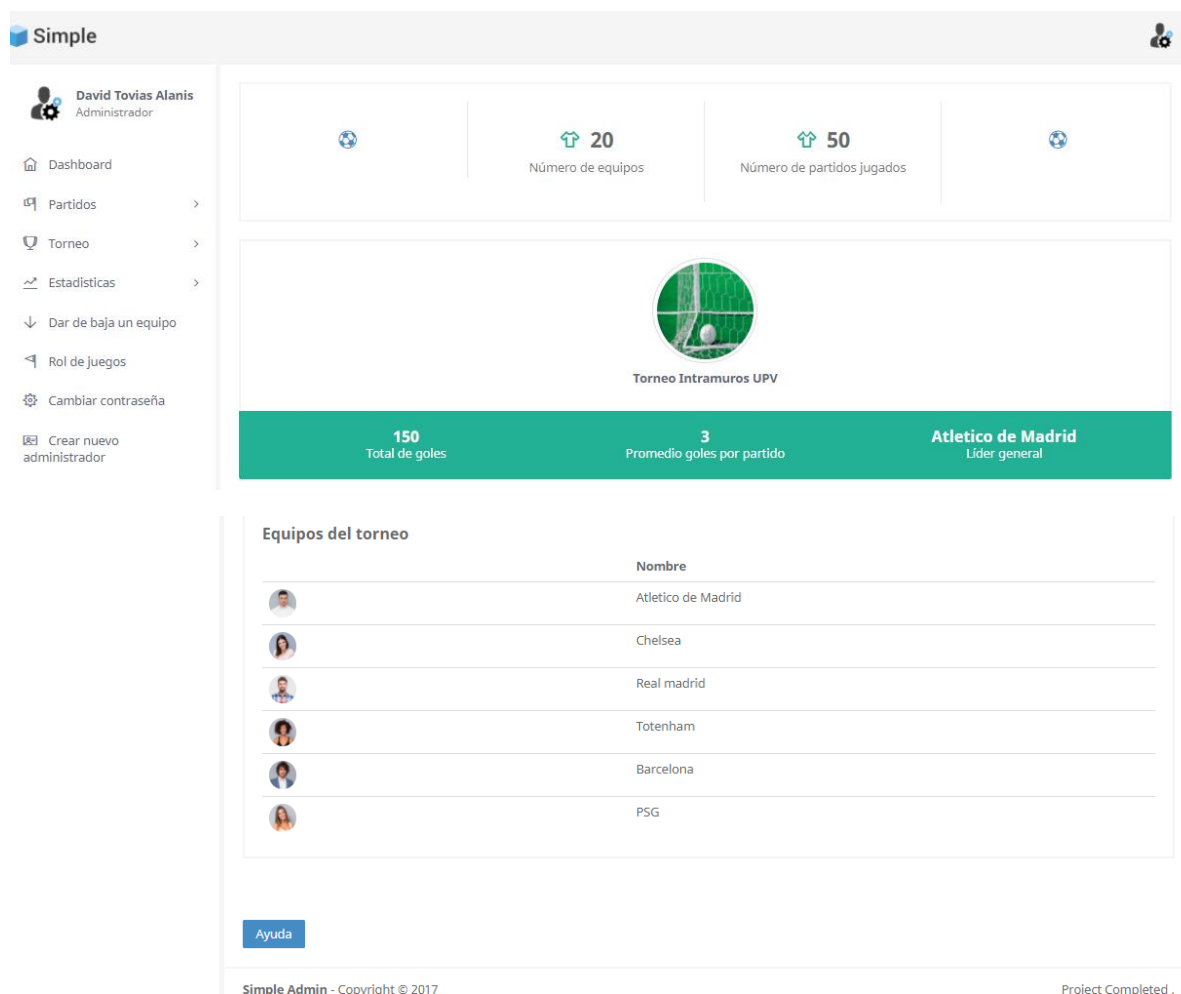 Simple
David Tovias Alanis
Administrador
Dashboard
Partidos
Torneo
Estadisticas
Dar de baja un equipo
Rol de juegos
Cambiar contraseña
Crear nuevo
administrador
20
Número de equipos
50
Número de partidos jugados
Torneo Intramuros UPV
150
Total de goles
3
Promedio goles por partido
Atletico de Madrid
Líder general
Equipos del torneo
Nombre
Atletico de Madrid
Chelsea
Real madrid
Totenham
Barcelona
PSG
Ayuda
Simple Admin - Copyright © 2017
Project Completed .